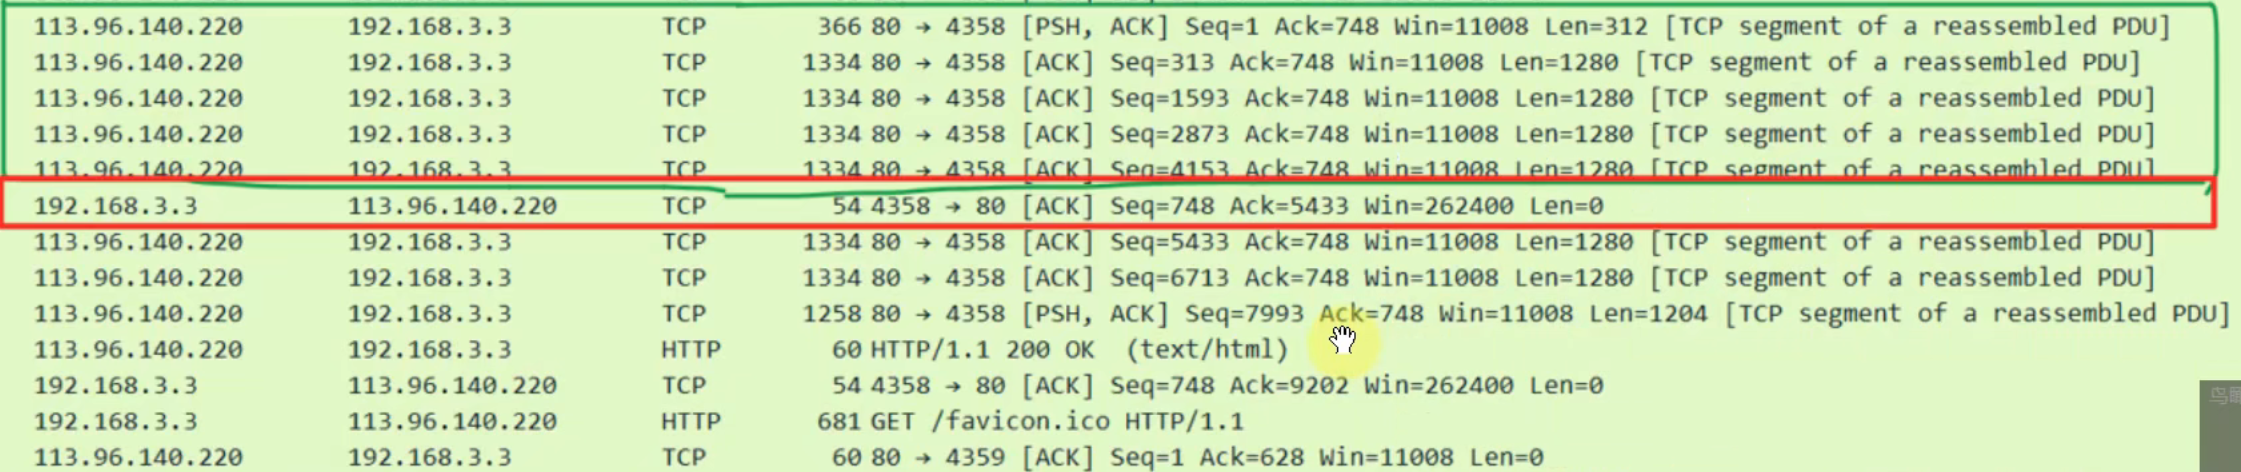 113.96.140.220 192.168.3.3 TCP 366 80 → 4358 [PSH, ACK] Seq=1 Ack=748 Win=11008 Len=312 [TCP segment of a reassembled PDU]
113.96.140.220 192.168.3.3 TCP 1334 80 → 4358 [ACK] Seq=313 Ack=748 Win=11008 Len=1280 [TCP segment of a reassembled PDU]
113.96.140.220 192.168.3.3 TCP 1334 80 → 4358 [ACK] Seq=1593 Ack=748 Win=11008 Len=1280 [TCP segment of a reassembled PDU]
113.96.140.220 192.168.3.3 TCP 1334 80 → 4358 [ACK] Seq=2873 Ack=748 Win=11008 Len=1280 [TCP segment of a reassembled PDU]
113.96.140.220 192.168.3.3 TCP 1334 80 → 4358 [ACK] Seq=4153 Ack=748 Win=11008 Len=1280 [TCP segment of a reassembled PDU]
192.168.3.3 113.96.140.220 TCP 54 4358 → 80 [ACK] Seq=748 Ack=5433 Win=262400 Len=0
113.96.140.220 192.168.3.3 TCP 1334 80 → 4358 [ACK] Seq=5433 Ack=748 Win=11008 Len=1280 [TCP segment of a reassembled PDU]
113.96.140.220 192.168.3.3 TCP 1334 80 → 4358 [ACK] Seq=6713 Ack=748 Win=11008 Len=1280 [TCP segment of a reassembled PDU]
113.96.140.220 192.168.3.3 TCP 1258 80 → 4358 [PSH, ACK] Seq=7993 Ack=748 Win=11008 Len=1204 [TCP segment of a reassembled PDU]
113.96.140.220 192.168.3.3 HTTP 60 HTTP/1.1 200 OK (text/html)
192.168.3.3 113.96.140.220 TCP 54 4358 → 80 [ACK] Seq=748 Ack=9202 Win=262400 Len=0
192.168.3.3 113.96.140.220 HTTP 681 GET /favicon.ico HTTP/1.1
113.96.140.220 192.168.3.3 TCP 60 80 → 4359 [ACK] Seq=1 Ack=628 Win=11008 Len=0